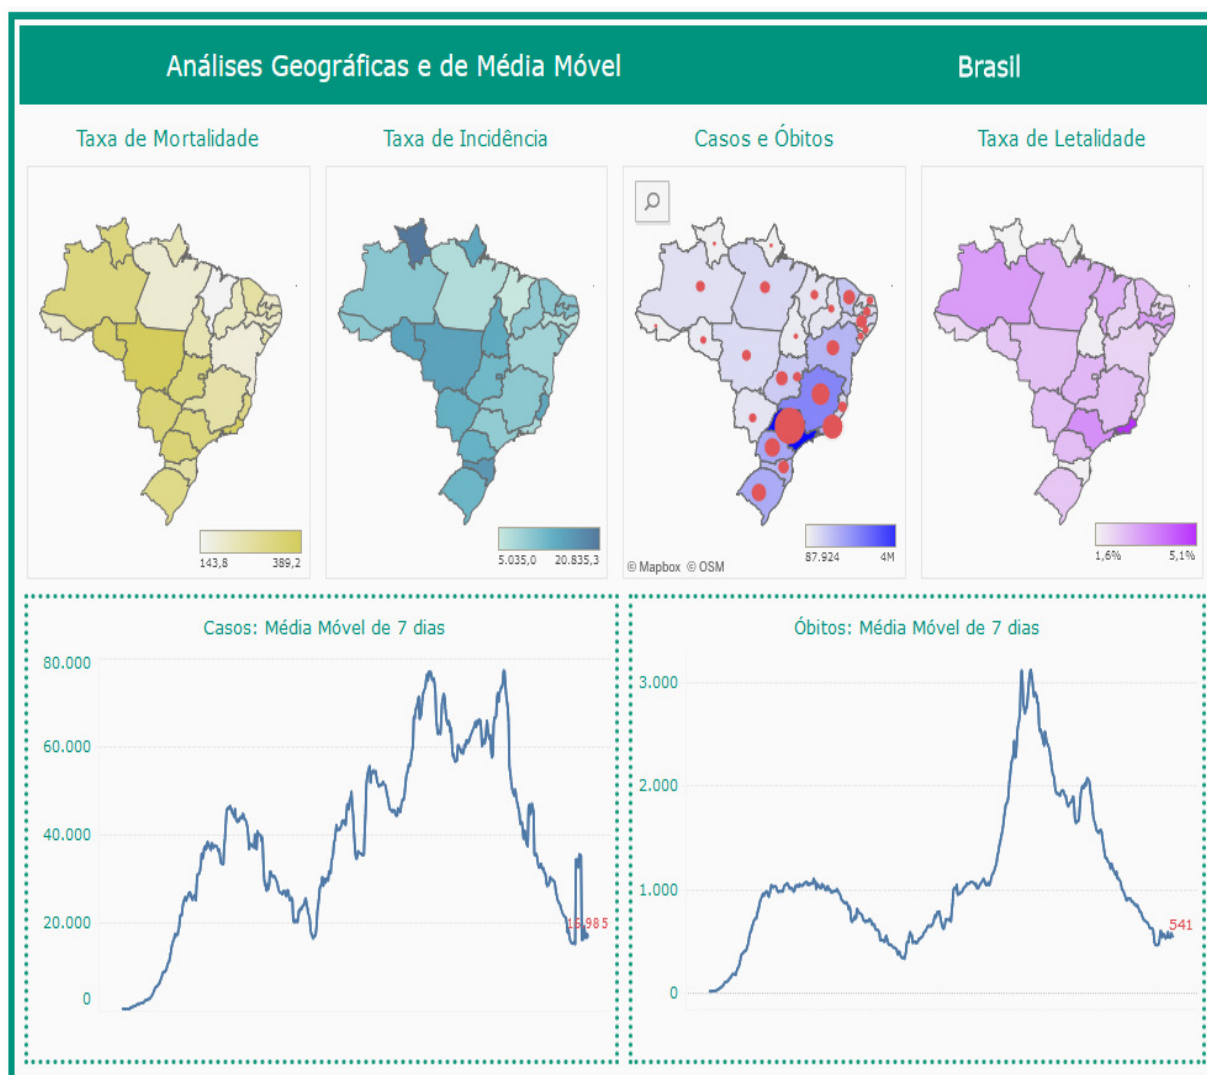 Análises Geográficas e de Média Móvel
Brasil
Taxa de Mortalidade
Taxa de Incidência
Casos e Óbitos
Taxa de Letalidade
143,8 389,2
5.035,0 20.835,3
87.924 4M
© Mapbox © OSM
1,6% 5,1%
Casos: Média Móvel de 7 dias
80.000
60.000
40.000
20.000
0
Óbitos: Média Móvel de 7 dias
3.000
2.000
1.000
541
0